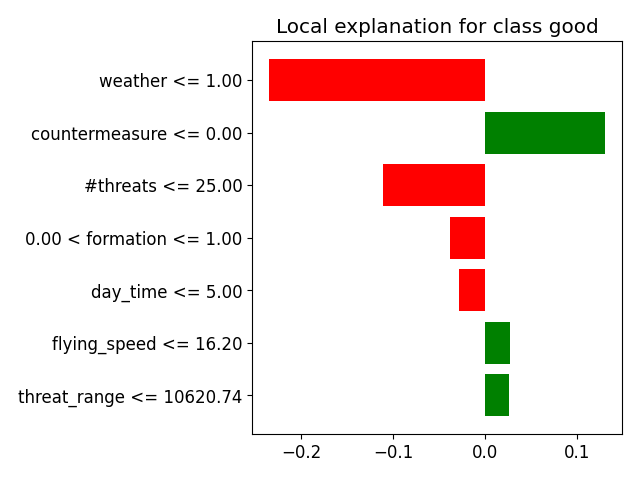 Local explanation for class good
weather <= 1.00
countermeasure <= 0.00
#threats <= 25.00
0.00 < formation <= 1.00
day_time <= 5.00
flying_speed <= 16.20
threat_range <= 10620.74
−0.2 −0.1 0.0 0.1